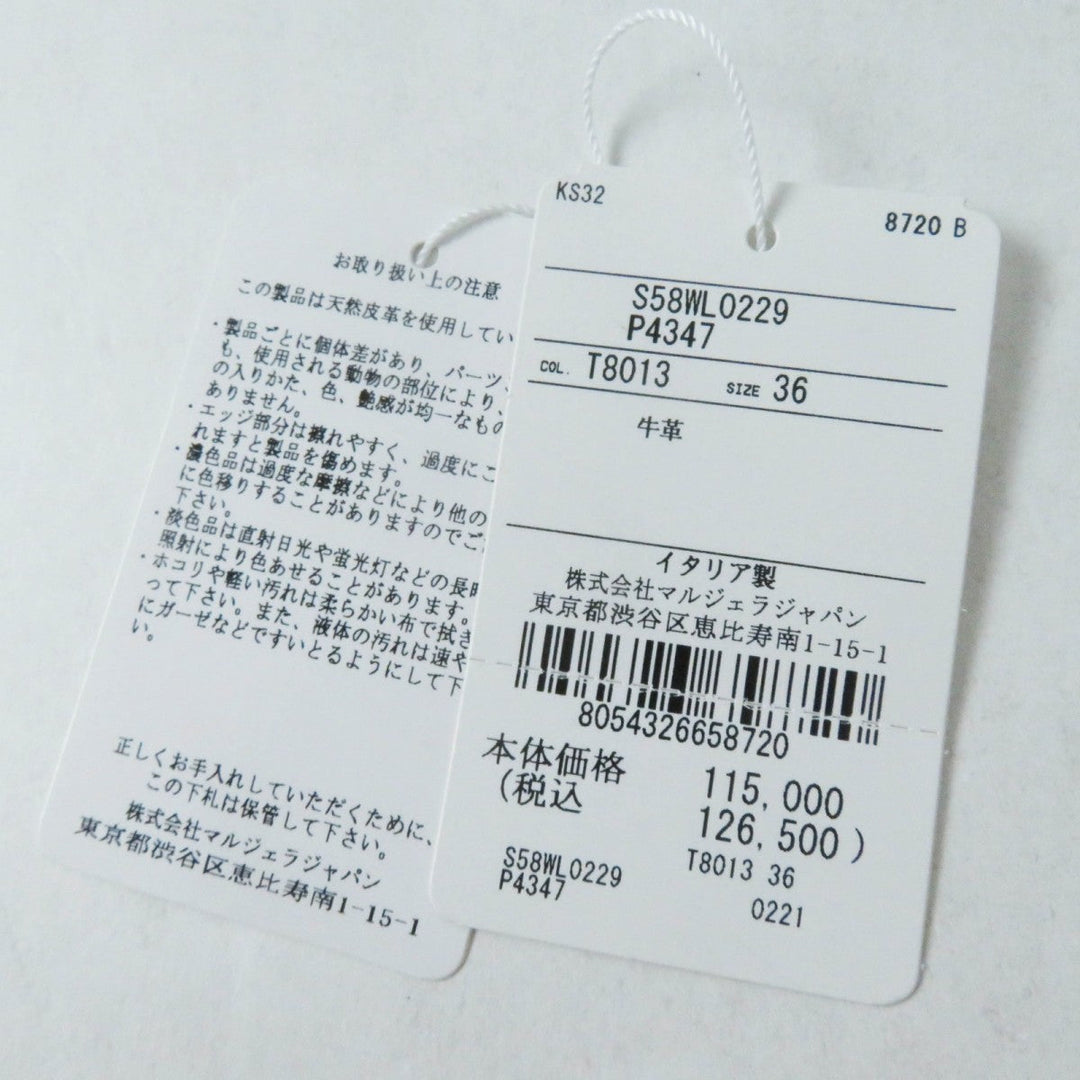 お取り扱い上の注意
この製品は天然皮革を使用してい
・製品ごとに個体差があり、パーツ、
も、使用される動物の部位により、
の入りかた、色、艶感が均一なもの
ありません。
・エッジ部分は擦れやすく、過度にこ
れますと製品を傷めます。
・濃色品は過度な摩擦などにより他の
に色移りすることがありますのでご
下さい。
・淡色品は直射日光や蛍光灯などの長時
照射により色あせることがあります。
・ホコリや軽い汚れは柔らかい布で拭き
って下さい。また、液体の汚れは速や
にガーゼなどですいとるようにして下
い。
正しくお手入れしていただくために、
この下札は保管して下さい。
株式会社マルジェラジャパン
東京都渋谷区恵比寿南1-15-1
KS32
8720 B
S58WL0229
P4347
COL. T8013 SIZE 36
牛革
イタリア製
株式会社マルジェラジャパン
東京都渋谷区恵比寿南1-15-1
8054326658720
本体価格 115,000
(税込 126,500)
S58WL0229 T8013 36
P4347 0221